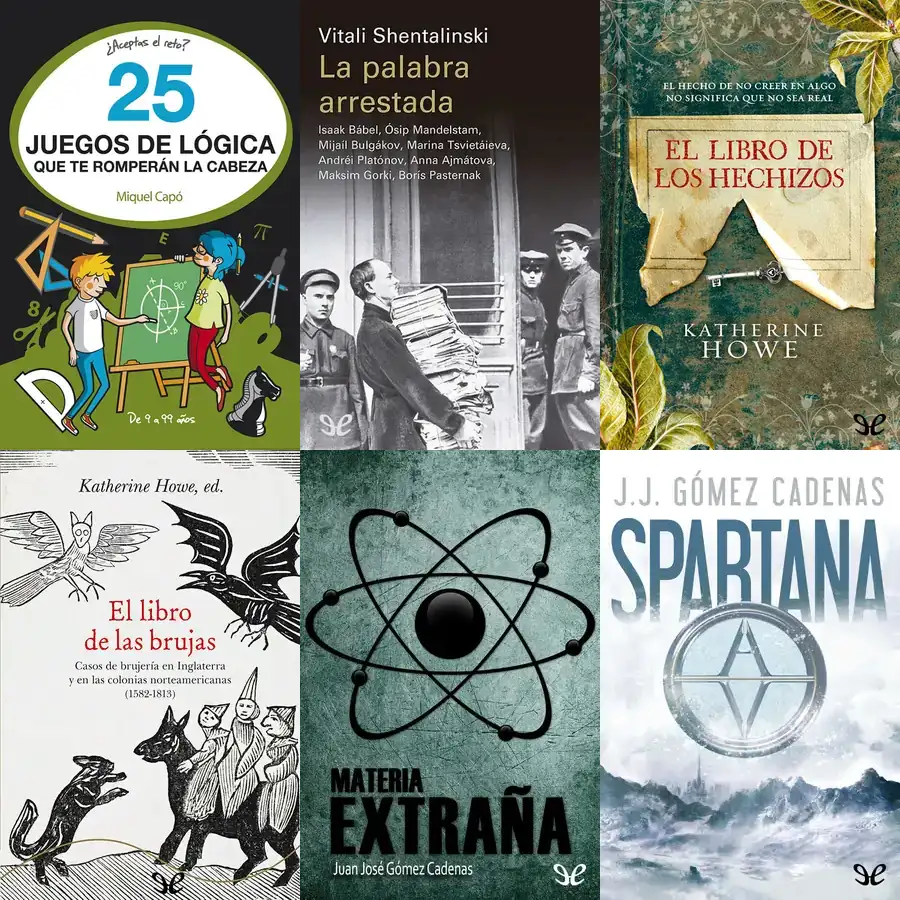 ¿Aceptas el reto?
25
JUEGOS DE LÓGICA
QUE TE ROMPERÁN LA CABEZA
Miquel Capó
E
π
8
90°
De 9 a 99 años
Vitali Shentalinski
La palabra
arrestada
Isaak Bábel, Ósip Mandelstam,
Mijaíl Bulgákov, Marina Tsvietáieva,
Andréi Platónov, Anna Ajmátova,
Maksim Gorki, Borís Pasternak
EL HECHO DE NO CREER EN ALGO
NO SIGNIFICA QUE NO SEA REAL
EL LIBRO DE
LOS HECHIZOS
KATHERINE
HOWE
Katherine Howe, ed.
El libro
de las brujas
Casos de brujería en Inglaterra
y en las colonias norteamericanas
(1582-1813)
MATERIA
EXTRAÑA
Juan José Gómez Cadenas
J.J. GÓMEZ CADENAS
SPARTANA